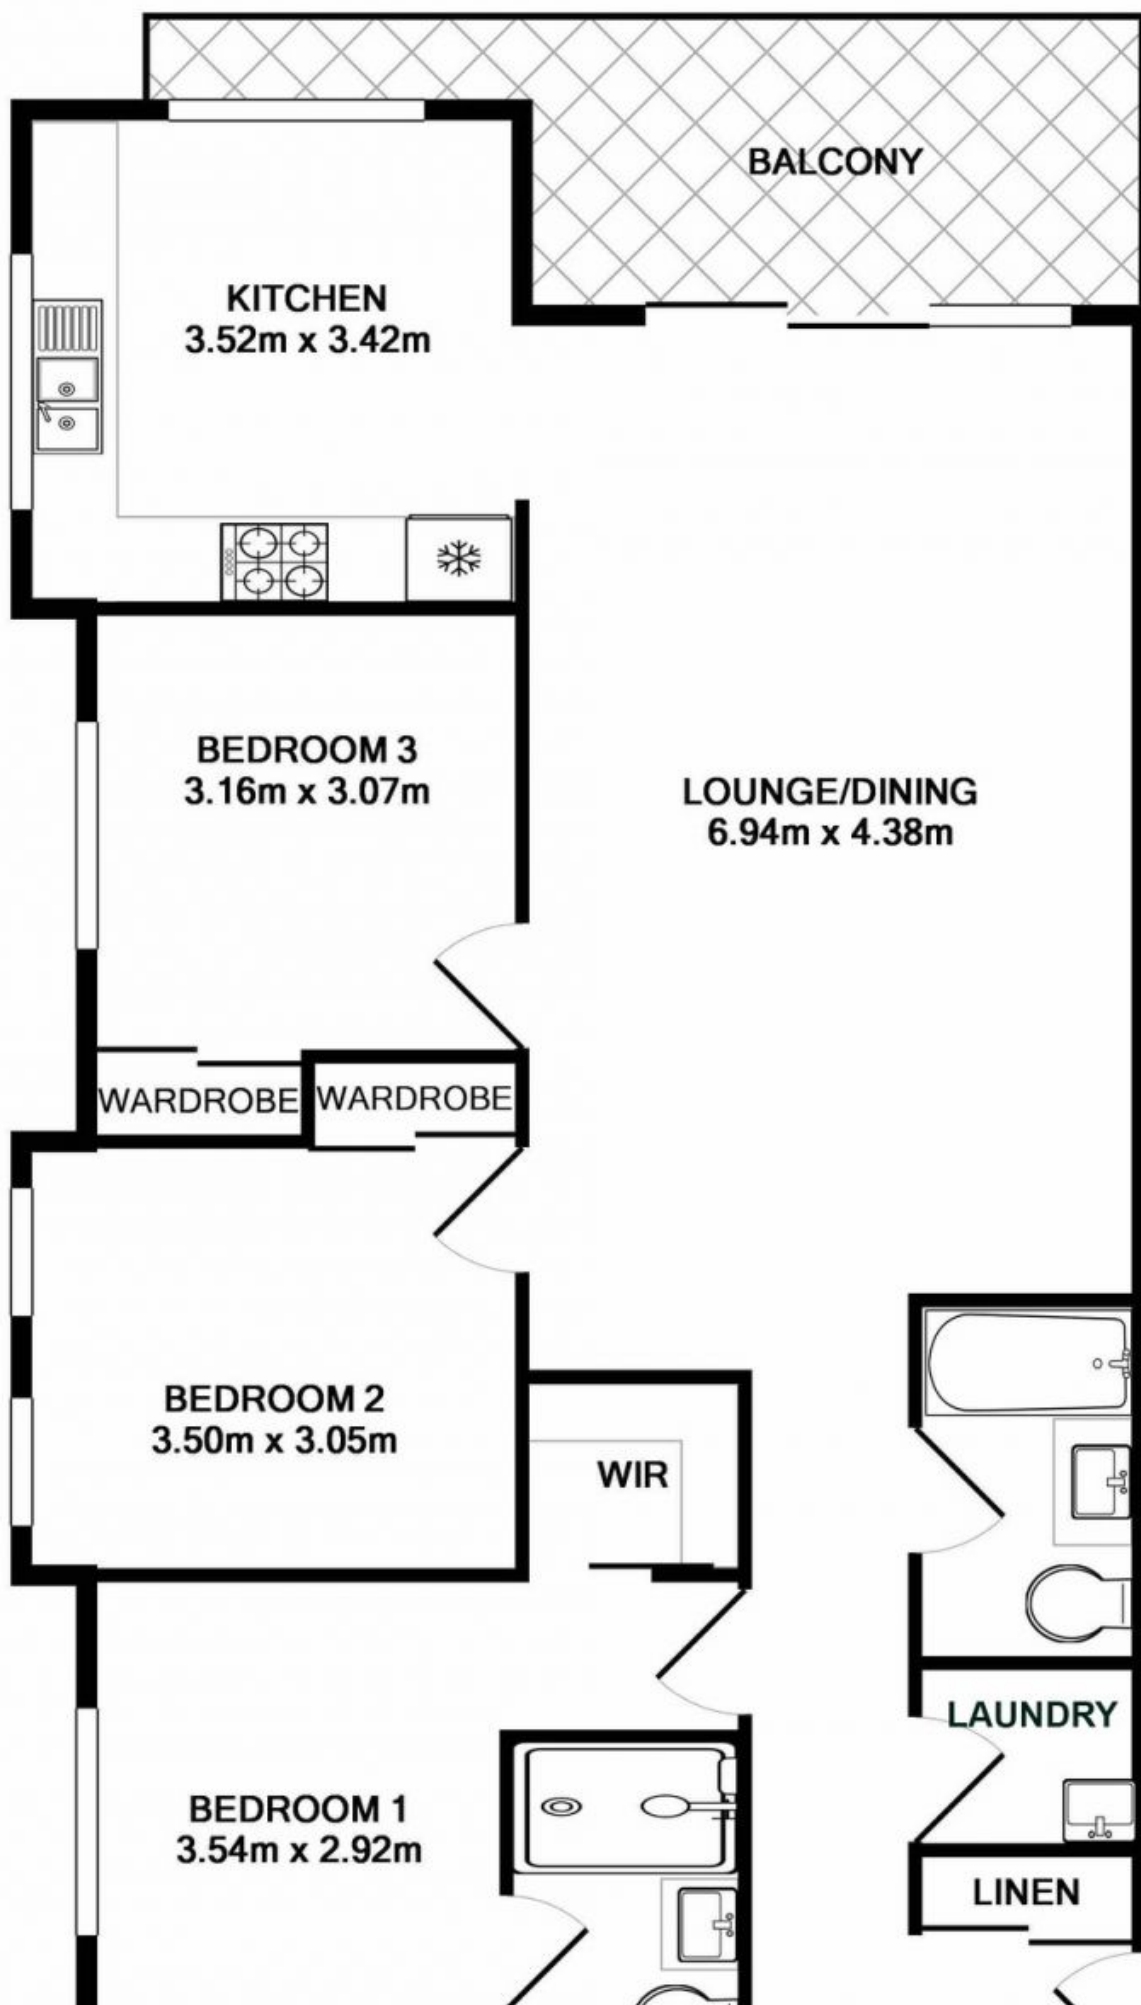 BALCONY
KITCHEN
3.52m x 3.42m
BEDROOM 3
3.16m x 3.07m
LOUNGE/DINING
6.94m x 4.38m
WARDROBE
WARDROBE
BEDROOM 2
3.50m x 3.05m
WIR
LAUNDRY
BEDROOM 1
3.54m x 2.92m
LINEN